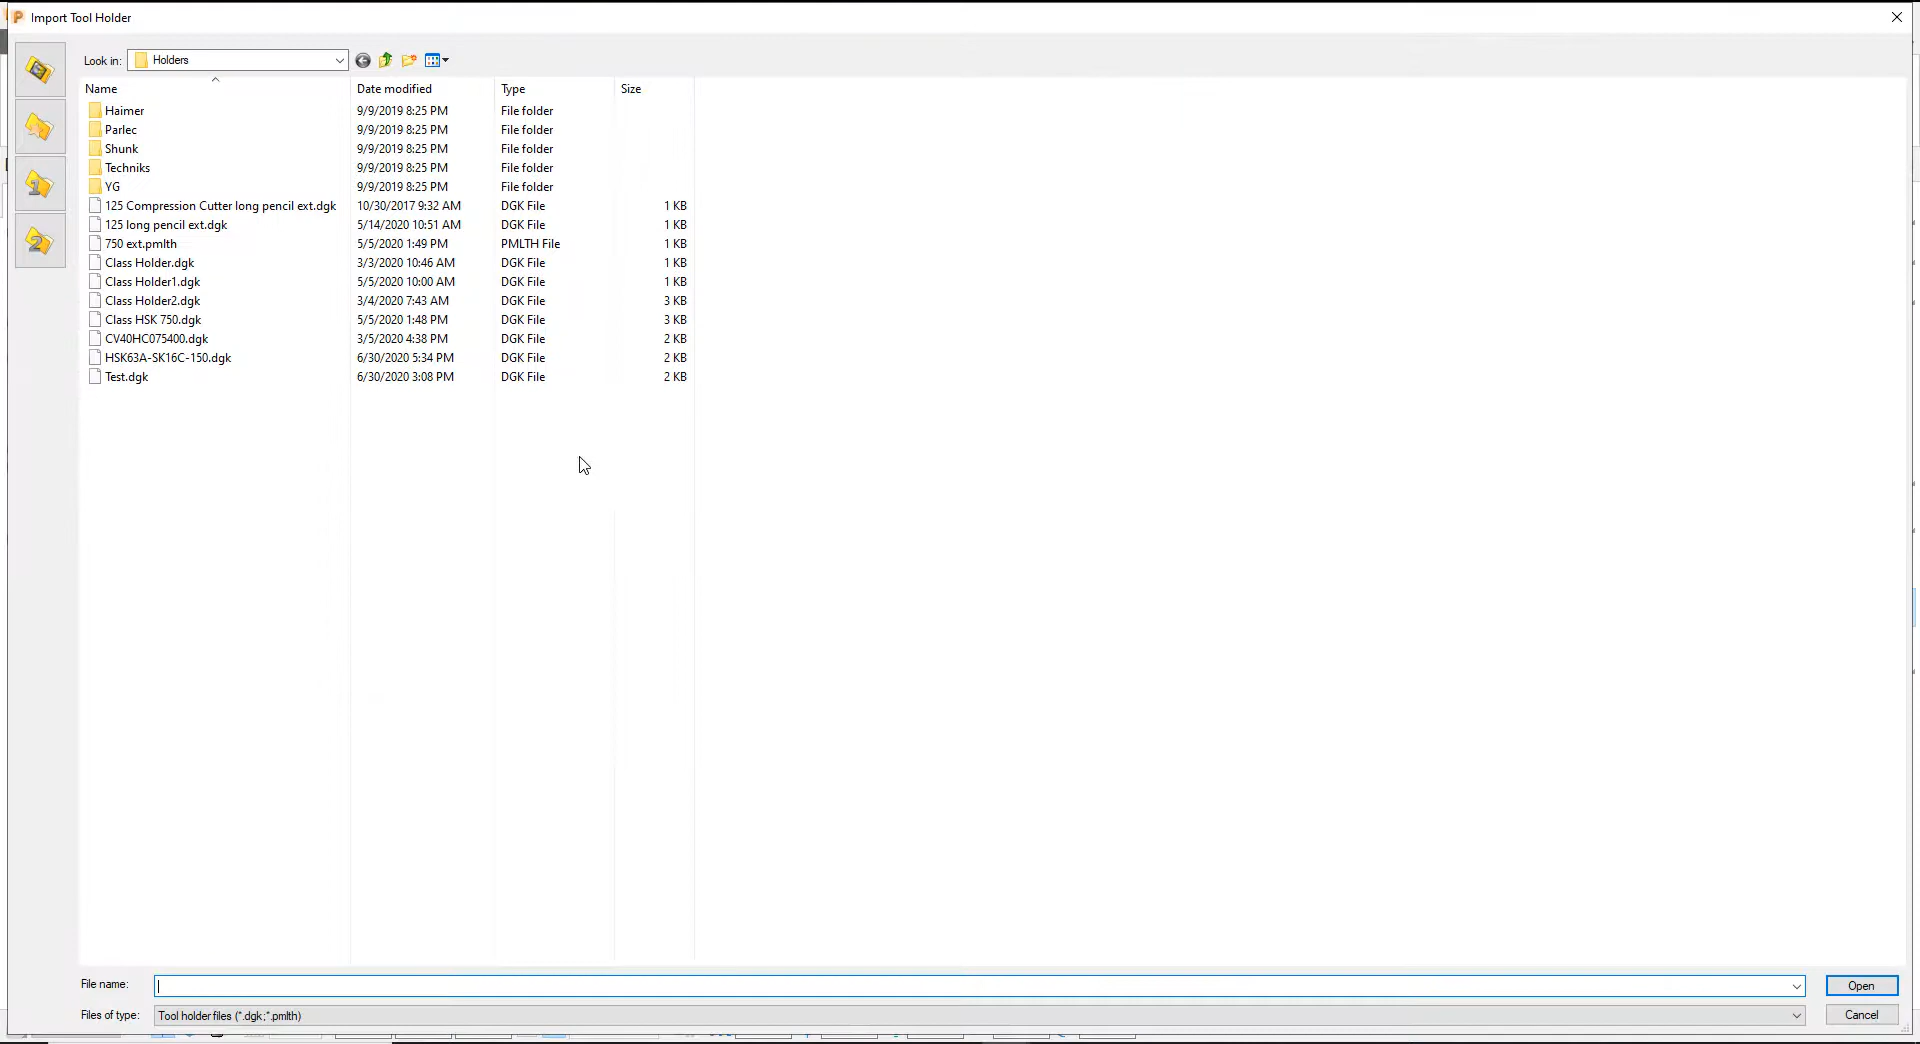 Import Tool Holder
Look in: Holders
Name Date modified Type Size
Haimer 9/9/2019 8:25 PM File folder
Parlec 9/9/2019 8:25 PM File folder
Shunk 9/9/2019 8:25 PM File folder
Techniks 9/9/2019 8:25 PM File folder
YG 9/9/2019 8:25 PM File folder
125 Compression Cutter long pencil ext.dgk 10/30/2017 9:32 AM DGK File 1 KB
125 long pencil ext.dgk 5/14/2020 10:51 AM DGK File 1 KB
750 ext.pmlth 5/5/2020 1:49 PM PMLTH File 1 KB
Class Holder.dgk 3/3/2020 10:46 AM DGK File 1 KB
Class Holder1.dgk 5/5/2020 10:00 AM DGK File 1 KB
Class Holder2.dgk 3/4/2020 7:43 AM DGK File 3 KB
Class HSK 750.dgk 5/5/2020 1:48 PM DGK File 3 KB
CV40HC075400.dgk 3/5/2020 4:38 PM DGK File 2 KB
HSK63A-SK16C-150.dgk 6/30/2020 5:34 PM DGK File 2 KB
Test.dgk 6/30/2020 3:08 PM DGK File 2 KB
1
2
File name: Open
Files of type: Tool holder files (*.dgk;*.pmlth) Cancel